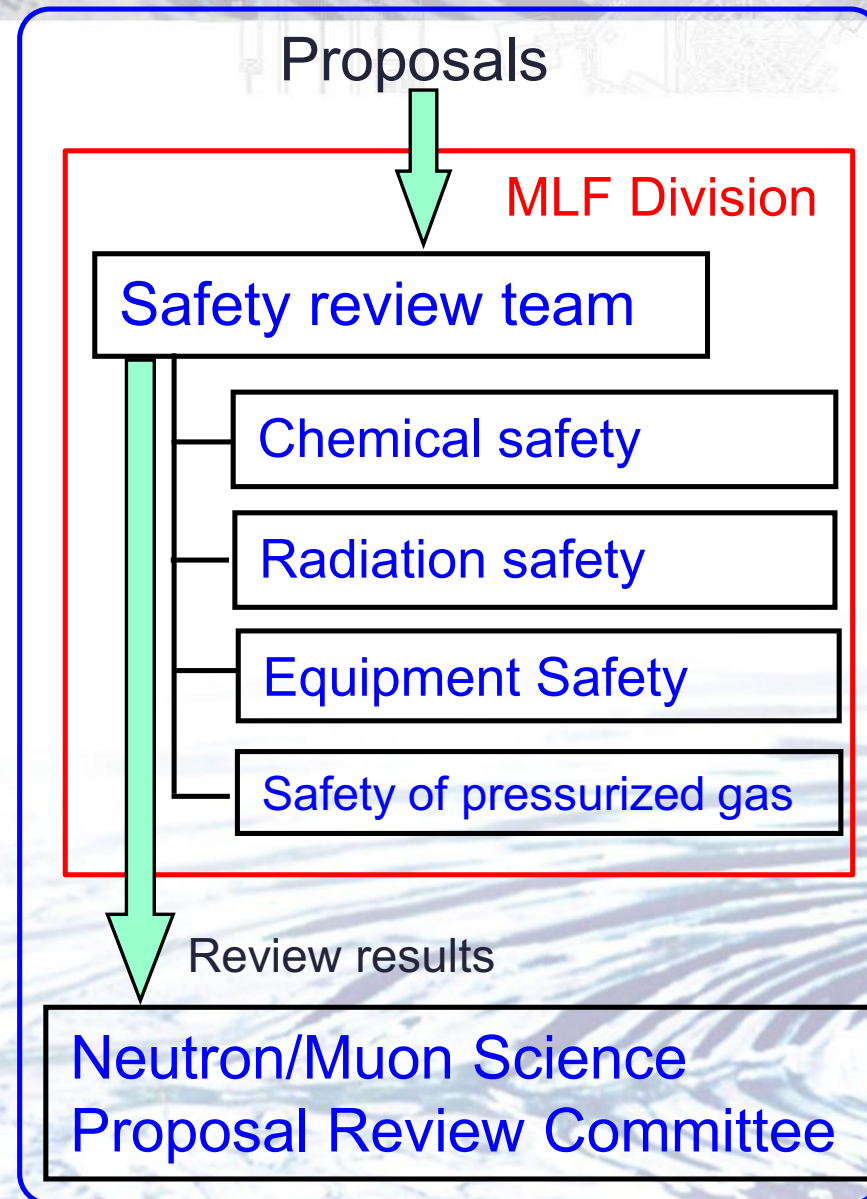 Proposals
MLF Division
Safety review team
Chemical safety
Radiation safety
Equipment Safety
Safety of pressurized gas
Review results
Neutron/Muon Science
Proposal Review Committee